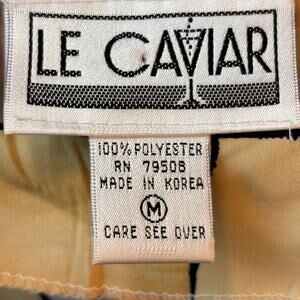 LE CAVIAR
100% POLYESTER
RN 79508
MADE IN KOREA
M
CARE SEE OVER